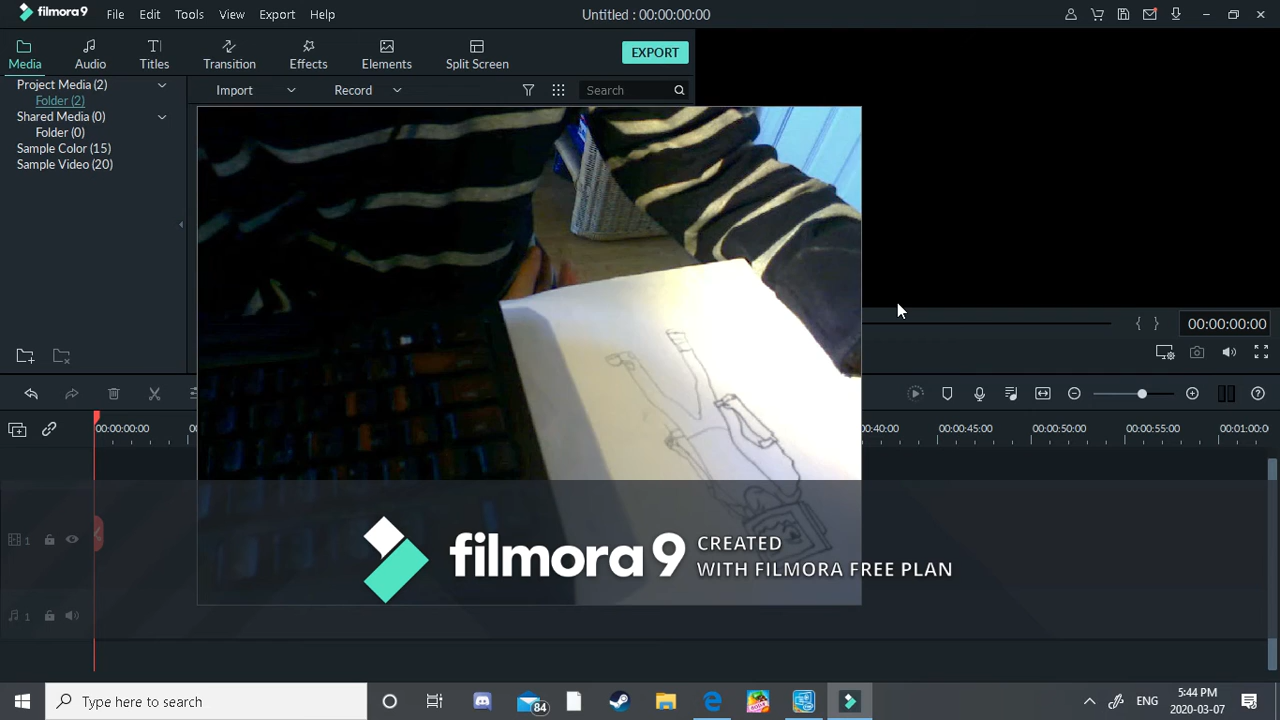 filmora9 File Edit Tools View Export Help Untitled : 00:00:00:00
Media Audio Titles Transition Effects Elements Split Screen EXPORT
Project Media (2) Import Record Search
Folder (2)
Shared Media (0)
Folder (0)
Sample Color (15)
Sample Video (20)
00:00:00:00
00:00:00:00 00:00:40:00 00:00:45:00 00:00:50:00 00:00:55:00 00:01:00:0
1
filmora9 CREATED
WITH FILMORA FREE PLAN
1
Type here to search 84 ENG 5:44 PM
2020-03-07